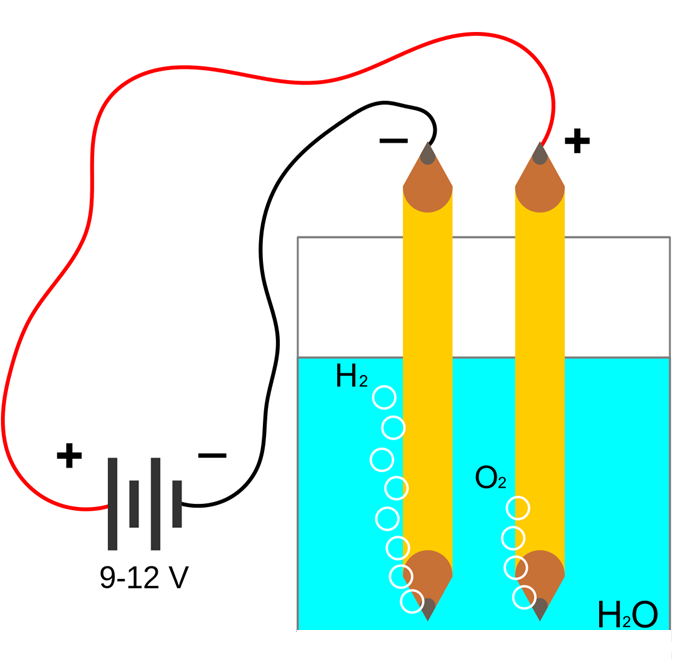 − +
H₂
+ −
O₂
9-12 V
H₂O